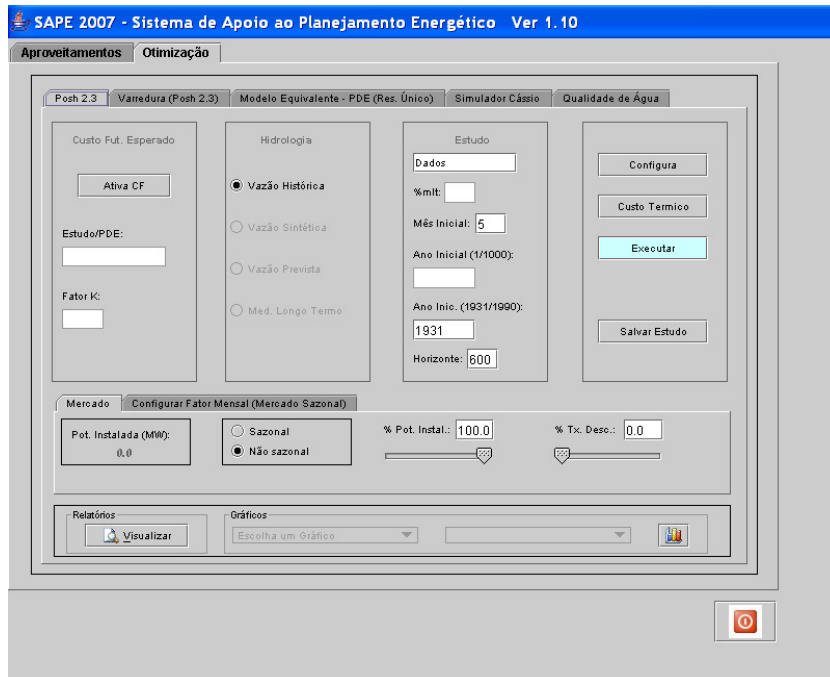 SAPE 2007 - Sistema de Apoio ao Planejamento Energético Ver 1.10
Aproveitamentos Otimização
Posh 2.3 Varredura (Posh 2.3) Modelo Equivalente - PDE (Res. Único) Simulador Cássio Qualidade de Água
Custo Fut. Esperado
Ativa CF
Estudo/PDE:
Fator K:
Hidrologia
Vazão Histórica
Vazão Sintética
Vazão Prevista
Med. Longo Termo
Estudo
Dados
%mlt:
Mês Inicial: 5
Ano Inicial (1/1000):
Ano Inic. (1931/1990):
1931
Horizonte: 600
Configura
Custo Termico
Executar
Salvar Estudo
Mercado Configurar Fator Mensal (Mercado Sazonal)
Pot. Instalada (MW):
0.0
Sazonal
Não sazonal
% Pot. Instal.: 100.0
% Tx. Desc.: 0.0
Relatórios
Visualizar
Gráficos
Escolha um Gráfico